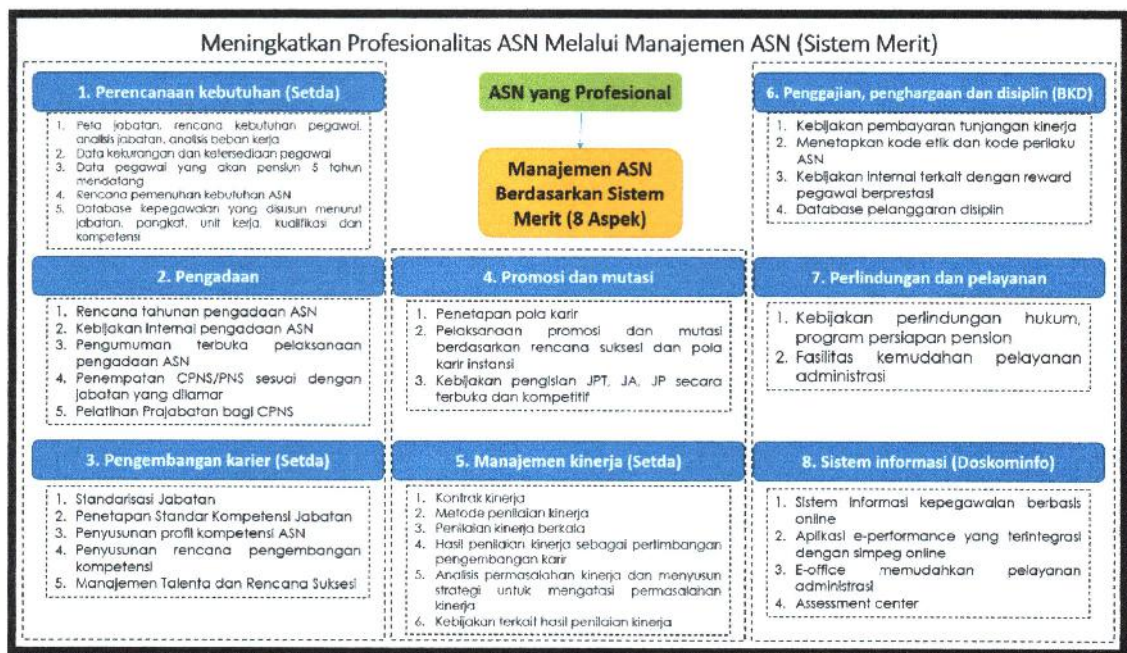 Meningkatkan Profesionalitas ASN Melalui Manajemen ASN (Sistem Merit)
1. Perencanaan kebutuhan (Setda)
1. Peta jabatan, rencana kebutuhan pegawai,
analisis jabatan, analisis beban kerja
2. Data kekurangan dan ketersediaan pegawai
3. Data pegawai yang akan pensiun 5 tahun
mendatang
4. Rencana pemenuhan kebutuhan ASN
5. Database kepegawaian yang disusun menurut
jabatan, pangkat, unit kerja, kualifikasi dan
kompetensi
2. Pengadaan
1. Rencana tahunan pengadaan ASN
2. Kebijakan Internal pengadaan ASN
3. Pengumuman terbuka pelaksanaan
pengadaan ASN
4. Penempatan CPNS/PNS sesuai dengan
jabatan yang dilamar
5. Pelatihan Prajabatan bagi CPNS
3. Pengembangan karier (Setda)
1. Standarisasi Jabatan
2. Penetapan Standar Kompetensi Jabatan
3. Penyusunan profil kompetensi ASN
4. Penyusunan rencana pengembangan
kompetensi
5. Manajemen Talenta dan Rencana Suksesi
ASN yang Profesional
Manajemen ASN
Berdasarkan Sistem
Merit (8 Aspek)
4. Promosi dan mutasi
1. Penetapan pola karir
2. Pelaksanaan promosi dan mutasi
berdasarkan rencana suksesi dan pola
karir instansi
3. Kebijakan pengisian JPT, JA, JP secara
terbuka dan kompetitif
5. Manajemen kinerja (Setda)
1. Kontrak kinerja
2. Metode penilaian kinerja
3. Penilaian kinerja berkala
4. Hasil penilaian kinerja sebagai pertimbangan
pengembangan karir
5. Analisis permasalahan kinerja dan menyusun
strategi untuk mengatasi permasalahan
kinerja
6. Kebijakan terkait hasil penilaian kinerja
6. Penggajian, penghargaan dan disiplin (BKD)
1. Kebijakan pembayaran tunjangan kinerja
2. Menetapkan kode etik dan kode perilaku
ASN
3. Kebijakan Internal terkait dengan reward
pegawai berprestasi
4. Database pelanggaran disiplin
7. Perlindungan dan pelayanan
1. Kebijakan perlindungan hukum,
program persiapan pension
2. Fasilitas kemudahan pelayanan
administrasi
8. Sistem informasi (Doskominfo)
1. Sistem Informasi kepegawaian berbasis
online
2. Aplikasi e-performance yang terintegrasi
dengan simpeg online
3. E-office memudahkan pelayanan
administrasi
4. Assessment center